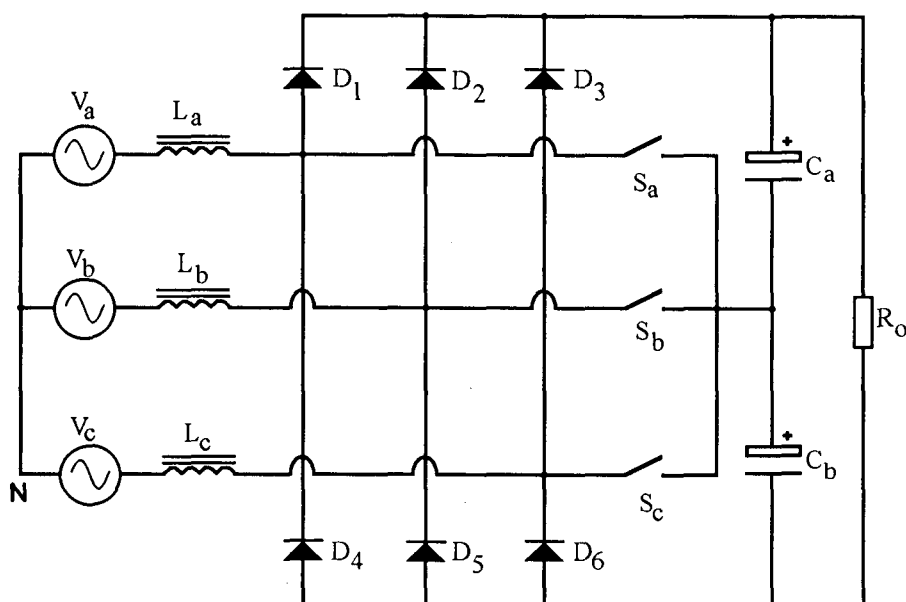 D1 D2 D3
Va La
Sa
Ca
Vb Lb
Sb
Ro
Vc Lc
N
Sc
Cb
D4 D5 D6
+
+